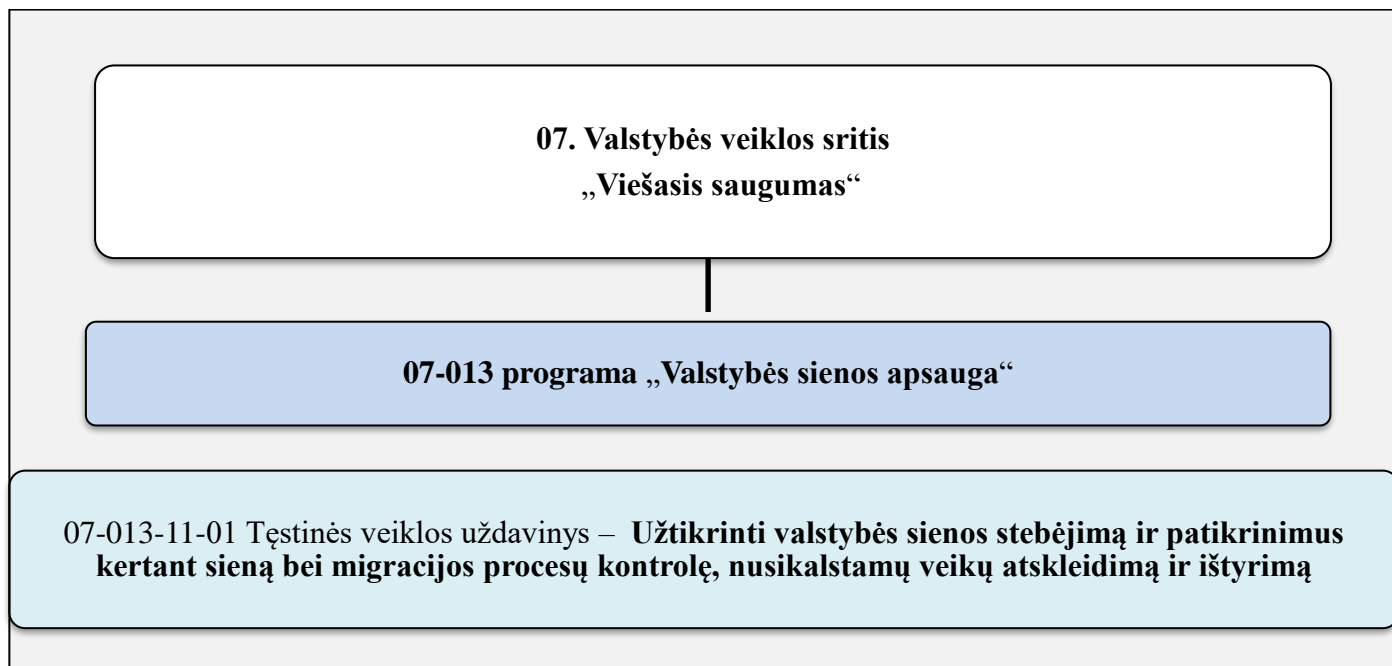 07. Valstybės veiklos sritis
„Viešasis saugumas“
07-013 programa „Valstybės sienos apsauga“
07-013-11-01 Tęstinės veiklos uždavinys – Užtikrinti valstybės sienos stebėjimą ir patikrinimus
kertant sieną bei migracijos procesų kontrolę, nusikalstamų veikų atskleidimą ir ištyrimą